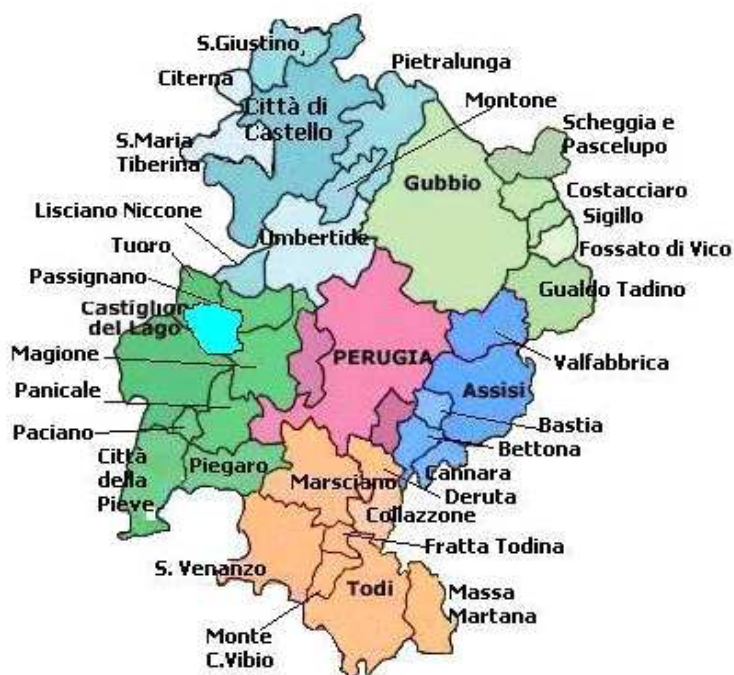 S.Giustino
Citerna
Città di
Castello
Pietralunga
Montone
S.Maria
Tiberina
Scheggia e
Pascelupo
Gubbio
Costacciaro
Sigillo
Fossato di Vico
Gualdo Tadino
Lisciano Niccone
Umbertide
Tuoro
Passignano
Castiglion
del Lago
Magione
PERUGIA
Valfabbrica
Panicale
Assisi
Paciano
Bastia
Bettona
Città
della
Pieve
Piegaro
Marsciano
Cannara
Deruta
Collazzone
Fratta Todina
S. Venanzo
Todi
Massa
Martana
Monte
C.Vibio